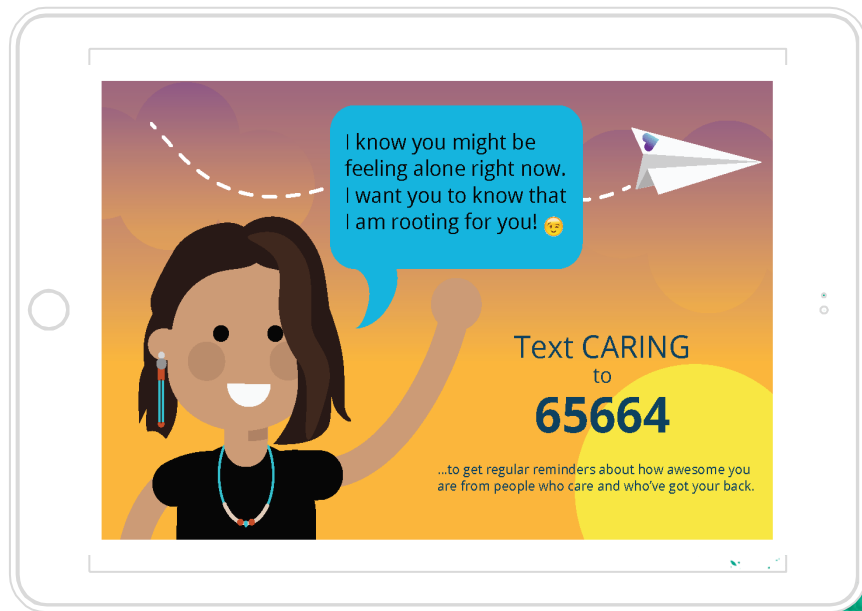 I know you might be
feeling alone right now.
I want you to know that
I am rooting for you! 😉
Text CARING
to
65664
...to get regular reminders about how awesome you
are from people who care and who’ve got your back.